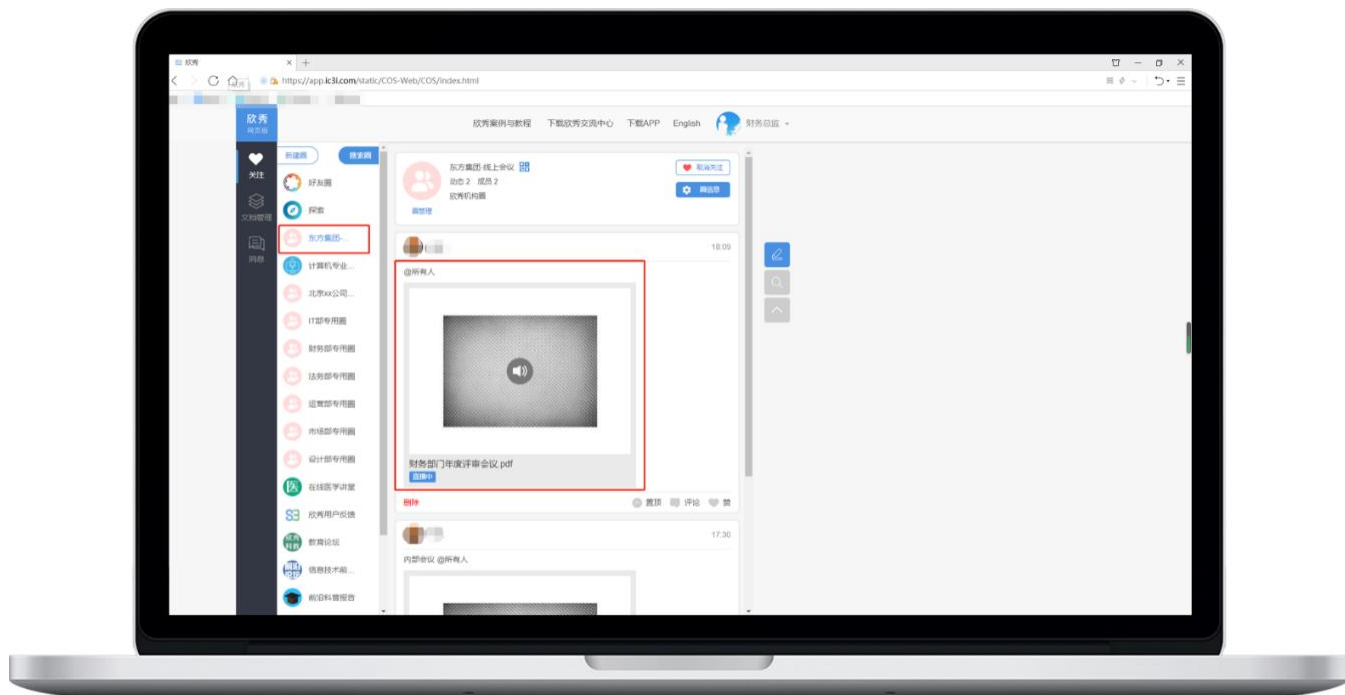 欣秀
https://app.ic3i.com/static/COS-Web/COS/index.html
欣秀
网页版
欣秀案例与教程 下载欣秀交流中心 下载APP English 财务总监
关注
文档管理
消息
新建圈 搜索圈
好友圈
探索
东方集团-...
计算机专业...
北京xx公司...
IT部专用圈
财务部专用圈
法务部专用圈
运营部专用圈
市场部专用圈
设计部专用圈
在线医学讲堂
欣秀用户反馈
教育论坛
信息技术前...
前沿科普报告
东方集团-线上会议
动态 2 成员 2
欣秀机构圈
圈管理
取消关注
圈信息
18:09
@所有人
财务部门年度评审会议.pdf
直播中
删除
置顶 评论 赞
17:30
内部会议 @所有人